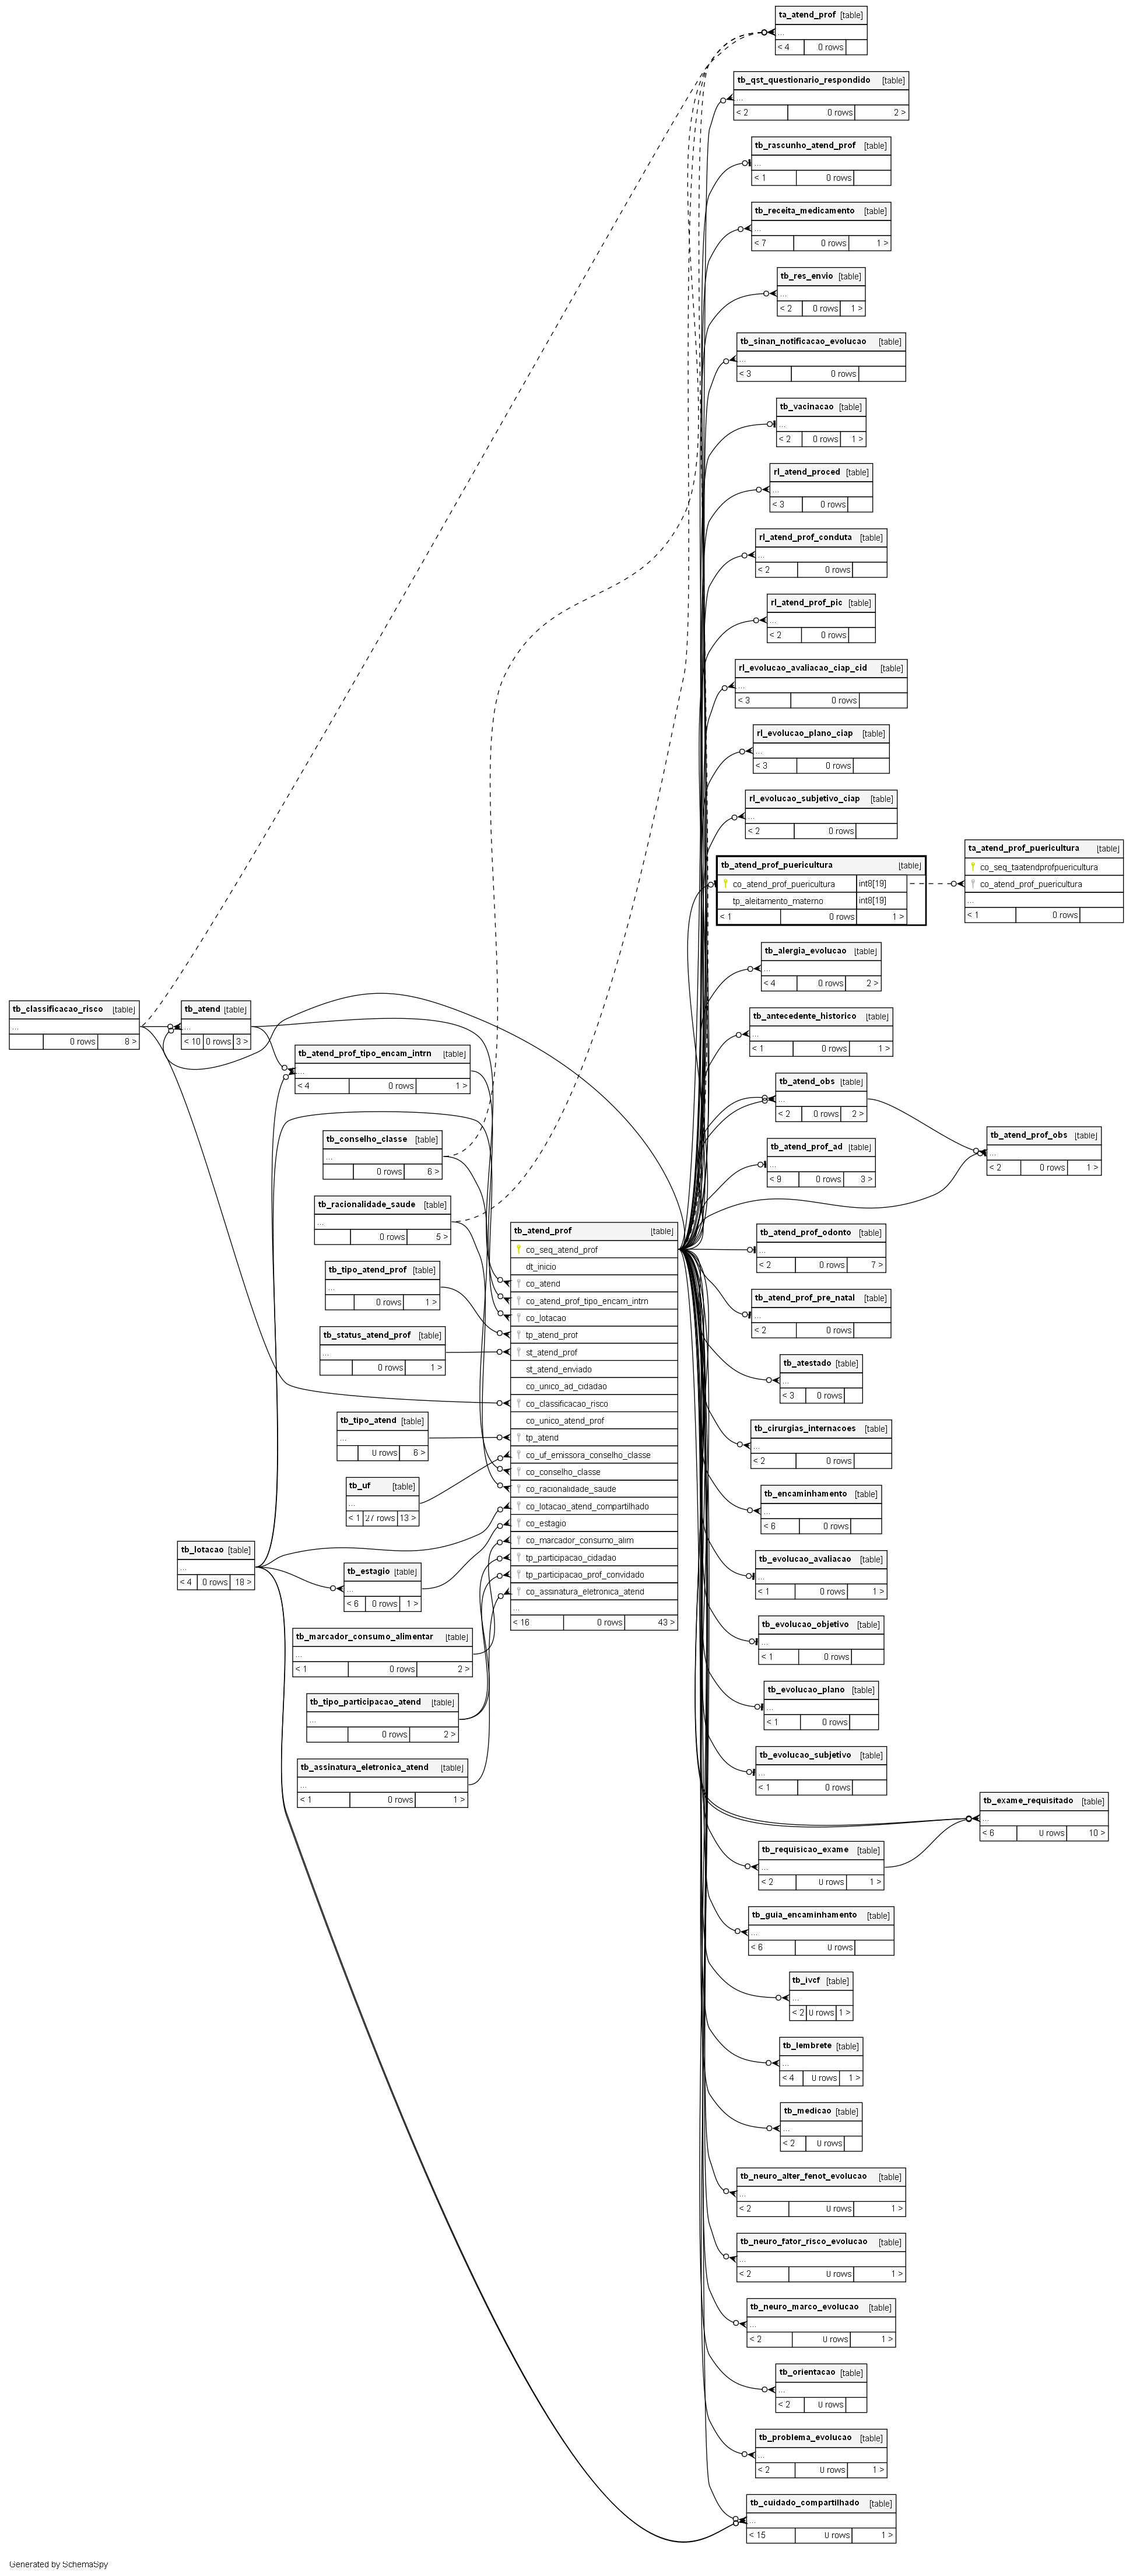 ta_atend_prof [table]
...
< 4 0 rows
tb_qst_questionario_respondido [table]
...
< 2 0 rows 2 >
tb_rascunho_atend_prof [table]
...
< 1 0 rows
tb_receita_medicamento [table]
...
< 7 0 rows 1 >
tb_res_envio [table]
...
< 2 0 rows 1 >
tb_sinan_notificacao_evolucao [table]
...
< 3 0 rows
tb_vacinacao [table]
...
< 2 0 rows 1 >
rl_atend_proced [table]
...
< 3 0 rows
rl_atend_prof_conduta [table]
...
< 2 0 rows
rl_atend_prof_pic [table]
...
< 2 0 rows
rl_evolucao_avaliacao_ciap_cid [table]
...
< 3 0 rows
rl_evolucao_plano_ciap [table]
...
< 3 0 rows
rl_evolucao_subjetivo_ciap [table]
...
< 2 0 rows
tb_atend_prof_puericultura [table]
co_atend_prof_puericultura int8[19]
tp_aleitamento_materno int8[19]
< 1 0 rows 1 >
ta_atend_prof_puericultura [table]
co_seq_taatendprofpuericultura
co_atend_prof_puericultura
...
< 1 0 rows
tb_alergia_evolucao [table]
...
< 4 0 rows 2 >
tb_antecedente_historico [table]
...
< 1 0 rows 1 >
tb_atend_obs [table]
...
< 2 0 rows 2 >
tb_atend_prof_obs [table]
...
< 2 0 rows 1 >
tb_atend_prof_ad [table]
...
< 9 0 rows 3 >
tb_classificacao_risco [table]
...
0 rows 8 >
tb_atend [table]
...
< 10 0 rows 3 >
tb_atend_prof_tipo_encam_intrn [table]
...
< 4 0 rows 1 >
tb_conselho_classe [table]
...
0 rows 6 >
tb_racionalidade_saude [table]
...
0 rows 5 >
tb_tipo_atend_prof [table]
...
0 rows 1 >
tb_status_atend_prof [table]
...
0 rows 1 >
tb_tipo_atend [table]
...
0 rows 6 >
tb_uf [table]
...
< 1 27 rows 13 >
tb_lotacao [table]
...
< 4 0 rows 18 >
tb_estagio [table]
...
< 6 0 rows 1 >
tb_marcador_consumo_alimentar [table]
...
< 1 0 rows 2 >
tb_tipo_participacao_atend [table]
...
0 rows 2 >
tb_assinatura_eletronica_atend [table]
...
< 1 0 rows 1 >
tb_atend_prof [table]
co_seq_atend_prof
dt_inicio
co_atend
co_atend_prof_tipo_encam_intrn
co_lotacao
tp_atend_prof
st_atend_prof
st_atend_enviado
co_unico_ad_cidadao
co_classificacao_risco
co_unico_atend_prof
tp_atend
co_uf_emissora_conselho_classe
co_conselho_classe
co_racionalidade_saude
co_lotacao_atend_compartilhado
co_estagio
co_marcador_consumo_alim
tp_participacao_cidadao
tp_participacao_prof_convidado
co_assinatura_eletronica_atend
...
< 16 0 rows 43 >
tb_atend_prof_odonto [table]
...
< 2 0 rows 7 >
tb_atend_prof_pre_natal [table]
...
< 2 0 rows
tb_atestado [table]
...
< 3 0 rows
tb_cirurgias_internacoes [table]
...
< 2 0 rows
tb_encaminhamento [table]
...
< 6 0 rows
tb_evolucao_avaliacao [table]
...
< 1 0 rows 1 >
tb_evolucao_objetivo [table]
...
< 1 0 rows
tb_evolucao_plano [table]
...
< 1 0 rows
tb_evolucao_subjetivo [table]
...
< 1 0 rows
tb_exame_requisitado [table]
...
< 6 0 rows 10 >
tb_requisicao_exame [table]
...
< 2 0 rows 1 >
tb_guia_encaminhamento [table]
...
< 6 0 rows
tb_ivcf [table]
...
< 2 0 rows 1 >
tb_lembrete [table]
...
< 4 0 rows 1 >
tb_medicao [table]
...
< 2 0 rows
tb_neuro_alter_fenot_evolucao [table]
...
< 2 0 rows 1 >
tb_neuro_fator_risco_evolucao [table]
...
< 2 0 rows 1 >
tb_neuro_marco_evolucao [table]
...
< 2 0 rows 1 >
tb_orientacao [table]
...
< 2 0 rows
tb_problema_evolucao [table]
...
< 2 0 rows 1 >
tb_cuidado_compartilhado [table]
...
< 15 0 rows 1 >
Generated by SchemaSpy